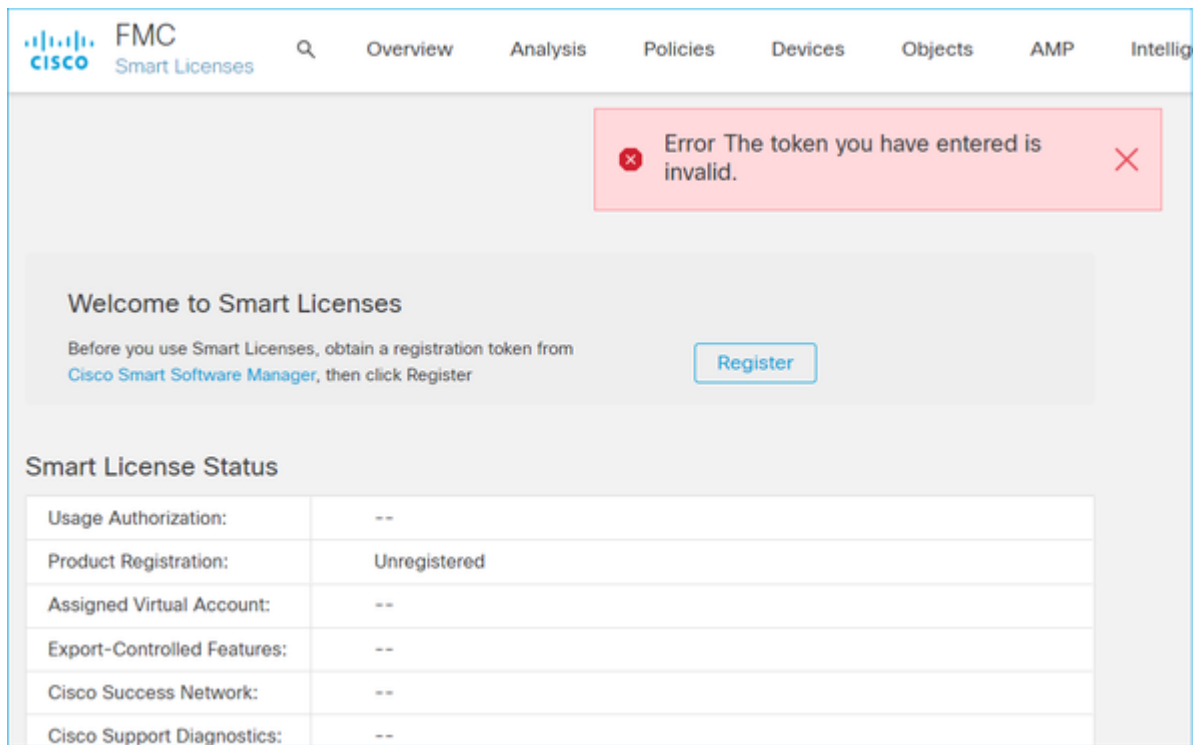 CISCO
FMC
Smart Licenses
Overview Analysis Policies Devices Objects AMP Intellig
Error The token you have entered is
invalid.
Welcome to Smart Licenses
Before you use Smart Licenses, obtain a registration token from
Cisco Smart Software Manager, then click Register
Register
Smart License Status
Usage Authorization: --
Product Registration: Unregistered
Assigned Virtual Account: --
Export-Controlled Features: --
Cisco Success Network: --
Cisco Support Diagnostics: --